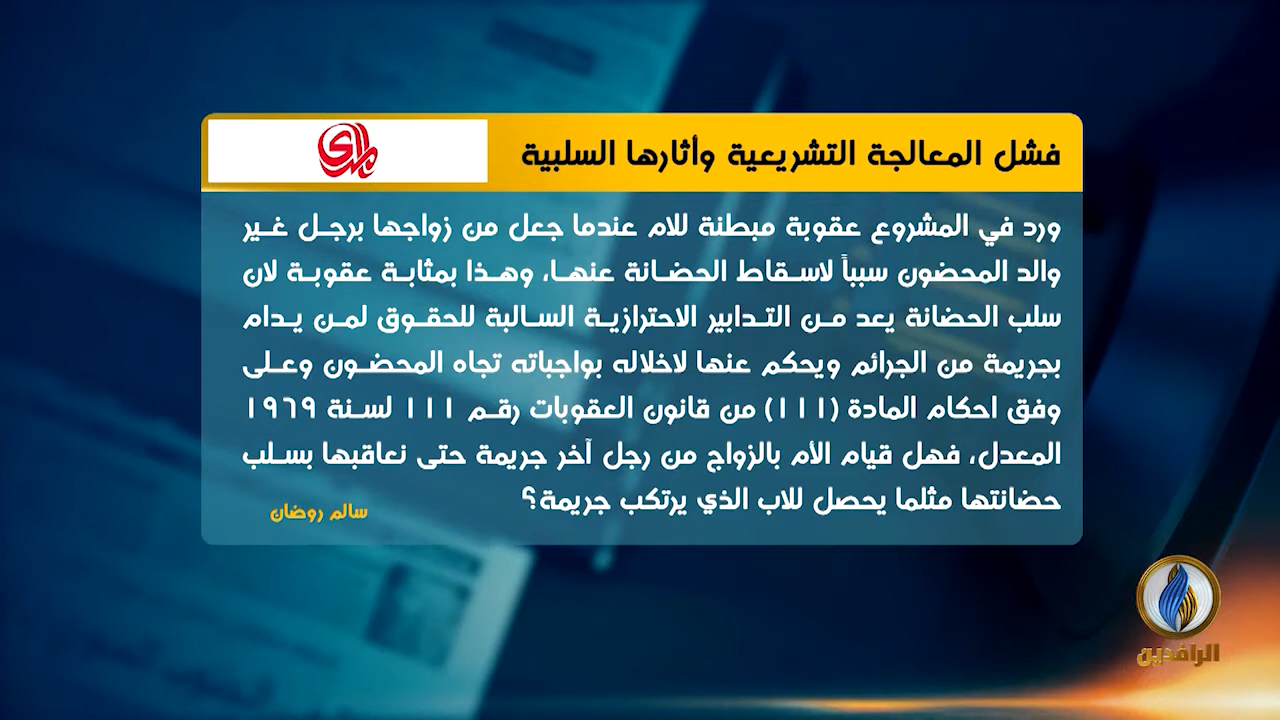 فشل المعالجة التشريعية وأثارها السلبية
المدى
ورد في المشروع عقوبة مبطنة للام عندما جعل من زواجها برجل غير
والد المحضون سبباً لاسقاط الحضانة عنها، وهذا بمثابة عقوبة لان
سلب الحضانة يعد من التدابير الاحترازية السالبة للحقوق لمن يدام
بجريمة من الجرائم ويحكم عنها لاخلاله بواجباته تجاه المحضون وعلى
وفق احكام المادة (١١١) من قانون العقوبات رقم ١١١ لسنة ١٩٦٩
المعدل، فهل قيام الأم بالزواج من رجل آخر جريمة حتى نعاقبها بسلب
حضانتها مثلما يحصل للاب الذي يرتكب جريمة؟
سالم روضان
الرافدين